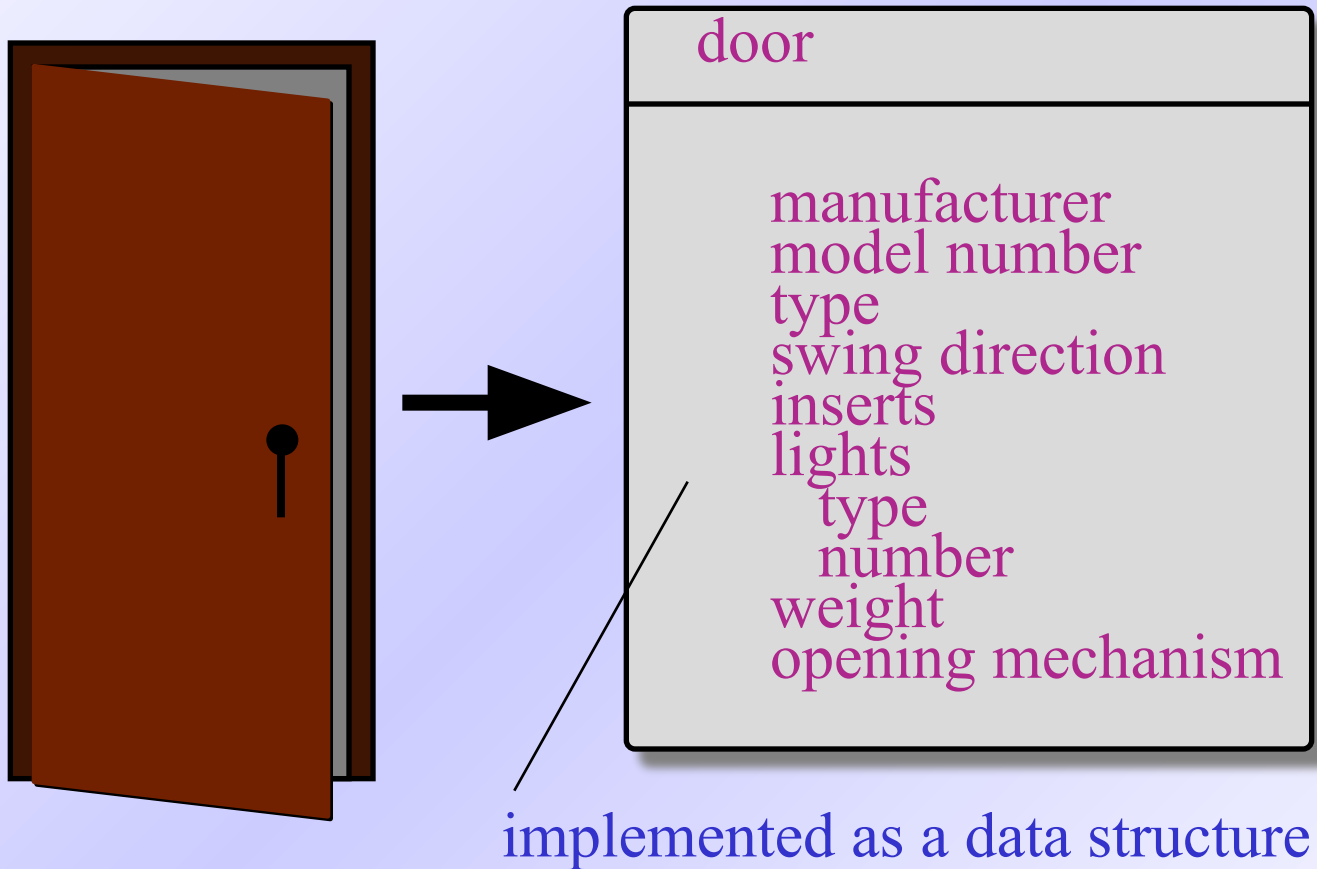 door
manufacturer
model number
type
swing direction
inserts
lights
type
number
weight
opening mechanism
implemented as a data structure